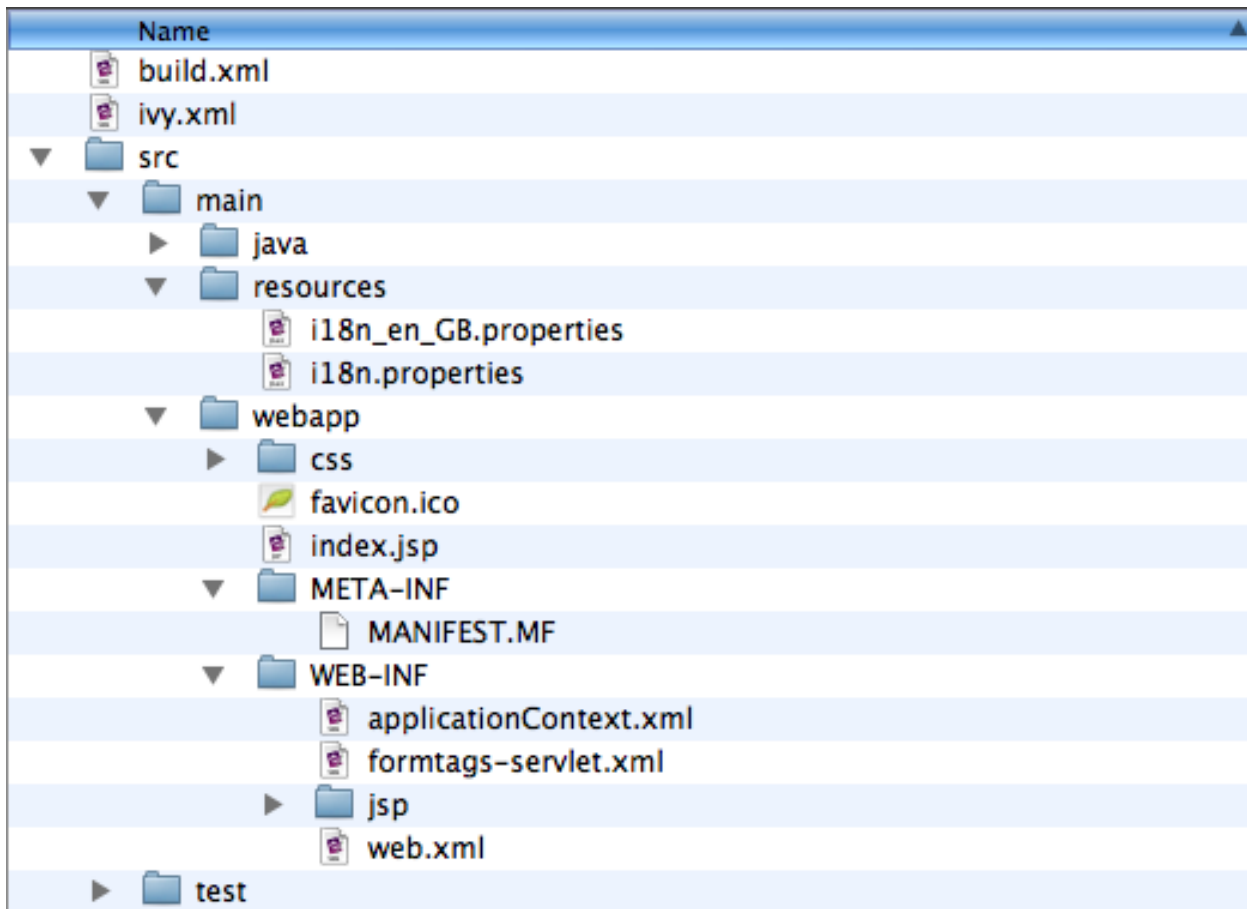 Name
build.xml
ivy.xml
src
main
java
resources
i18n_en_GB.properties
i18n.properties
webapp
css
favicon.ico
index.jsp
META-INF
MANIFEST.MF
WEB-INF
applicationContext.xml
formtags-servlet.xml
jsp
web.xml
test